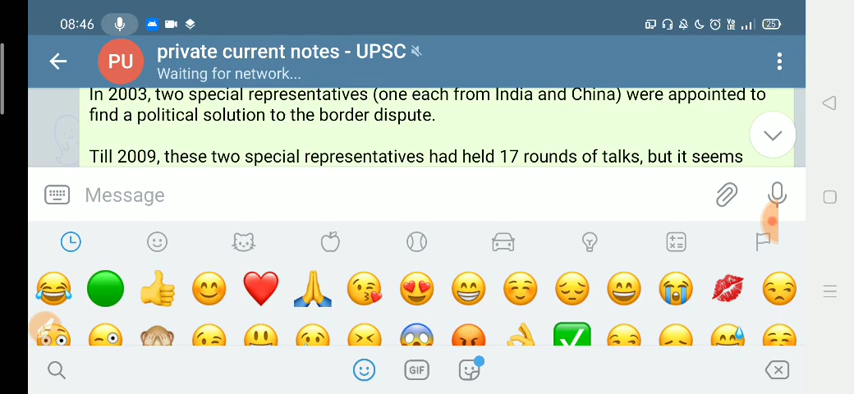 08:46
25
PU
private current notes - UPSC
Waiting for network...
In 2003, two special representatives (one each from India and China) were appointed to
find a political solution to the border dispute.
Till 2009, these two special representatives had held 17 rounds of talks, but it seems
Message
GIF